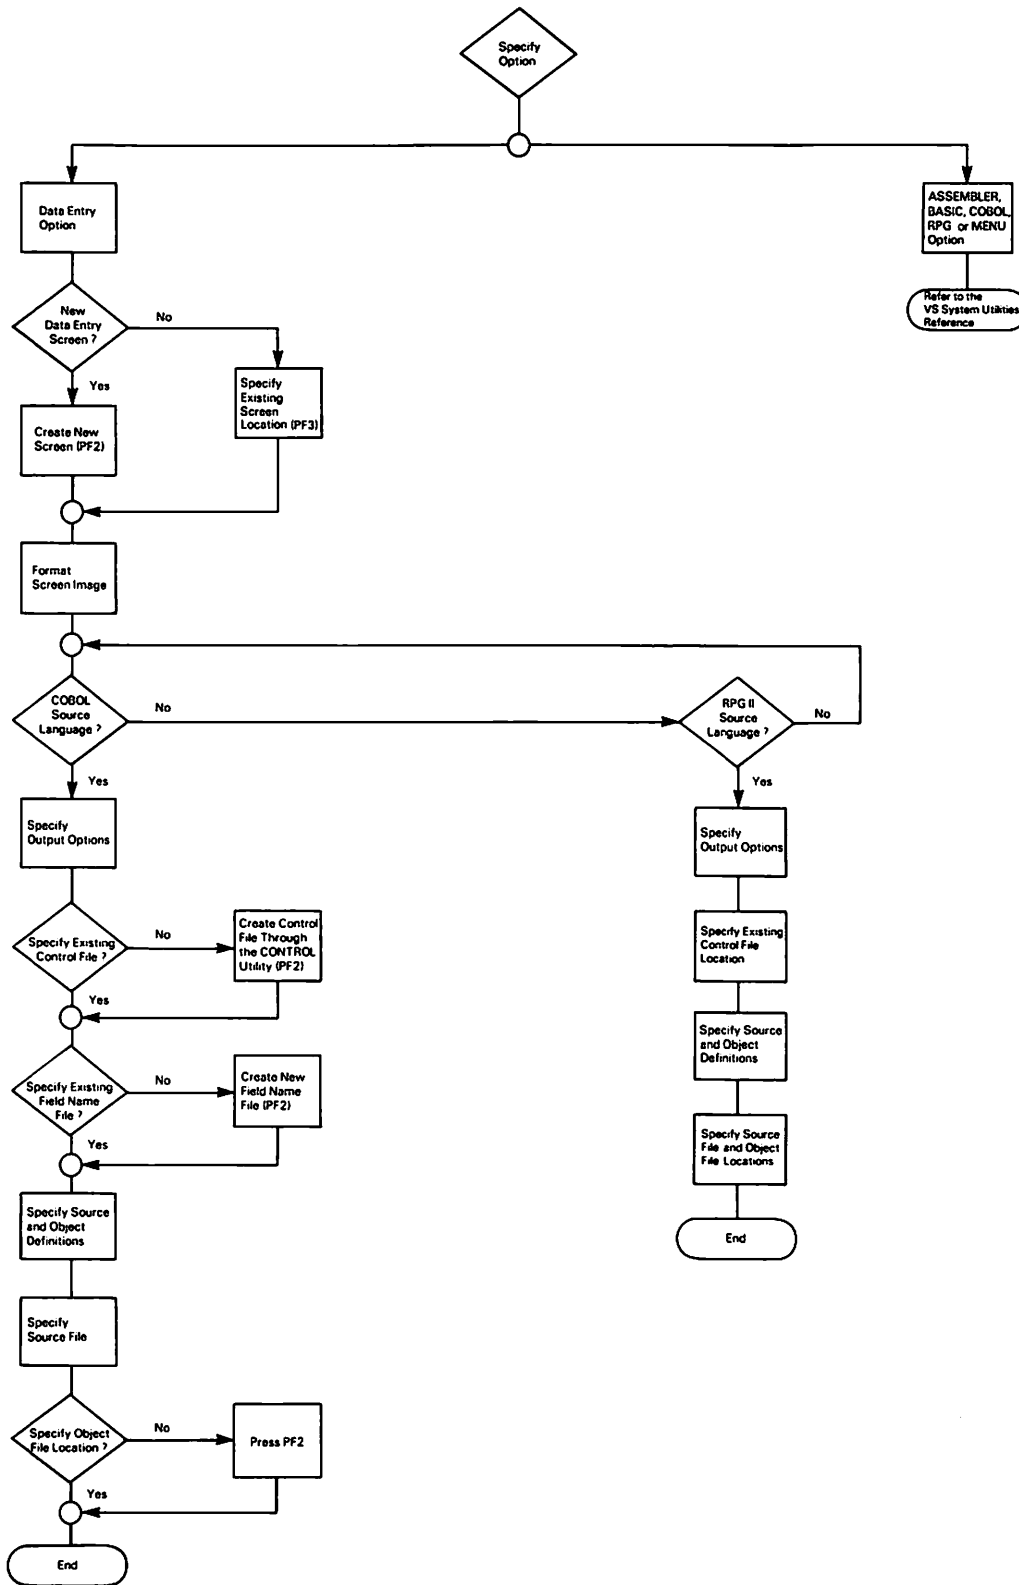 Specify
Option
Data Entry
Option
ASSEMBLER,
BASIC, COBOL,
RPG or MENU
Option
Refer to the
VS System Utilities
Reference
New
Data Entry
Screen ?
No
Yes
Specify
Existing
Screen
Location (PF3)
Create New
Screen (PF2)
Format
Screen Image
COBOL
Source
Language ?
No
RPG II
Source
Language ?
No
Yes
Yes
Specify
Output Options
Specify
Output Options
Specify Existing
Control File ?
No
Create Control
File Through
the CONTROL
Utility (PF2)
Specify Existing
Control File
Location
Yes
Specify Existing
Field Name
File ?
No
Create New
Field Name
File (PF2)
Specify Source
and Object
Definitions
Yes
Specify Source
File and Object
File Locations
Specify Source
and Object
Definitions
End
Specify
Source File
Specify Object
File Location ?
No
Press PF2
Yes
End